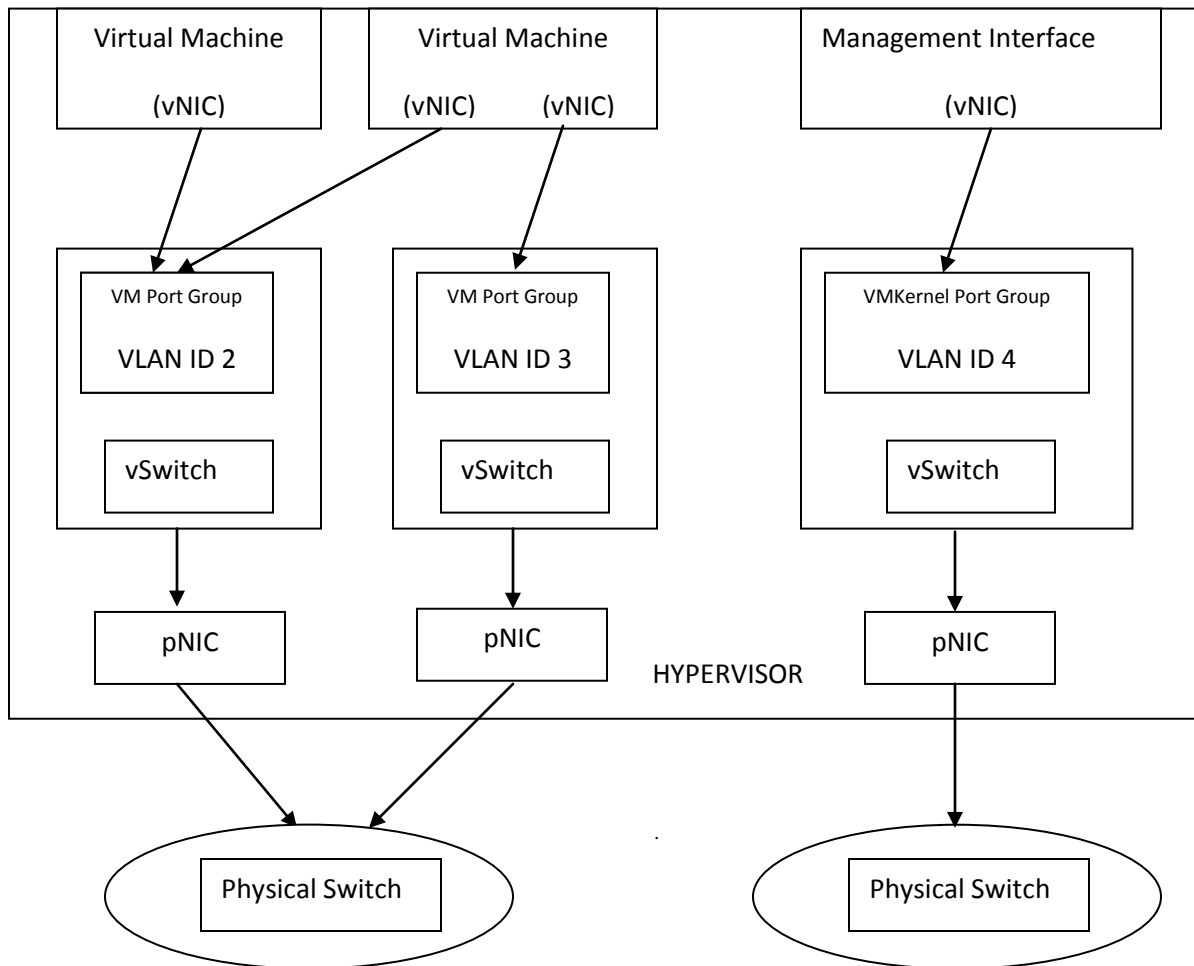 Virtual Machine Virtual Machine Management Interface
(vNIC) (vNIC) (vNIC) (vNIC)
VM Port Group VM Port Group VMKernel Port Group
VLAN ID 2 VLAN ID 3 VLAN ID 4
vSwitch vSwitch vSwitch
pNIC pNIC pNIC
HYPERVISOR
.
Physical Switch Physical Switch